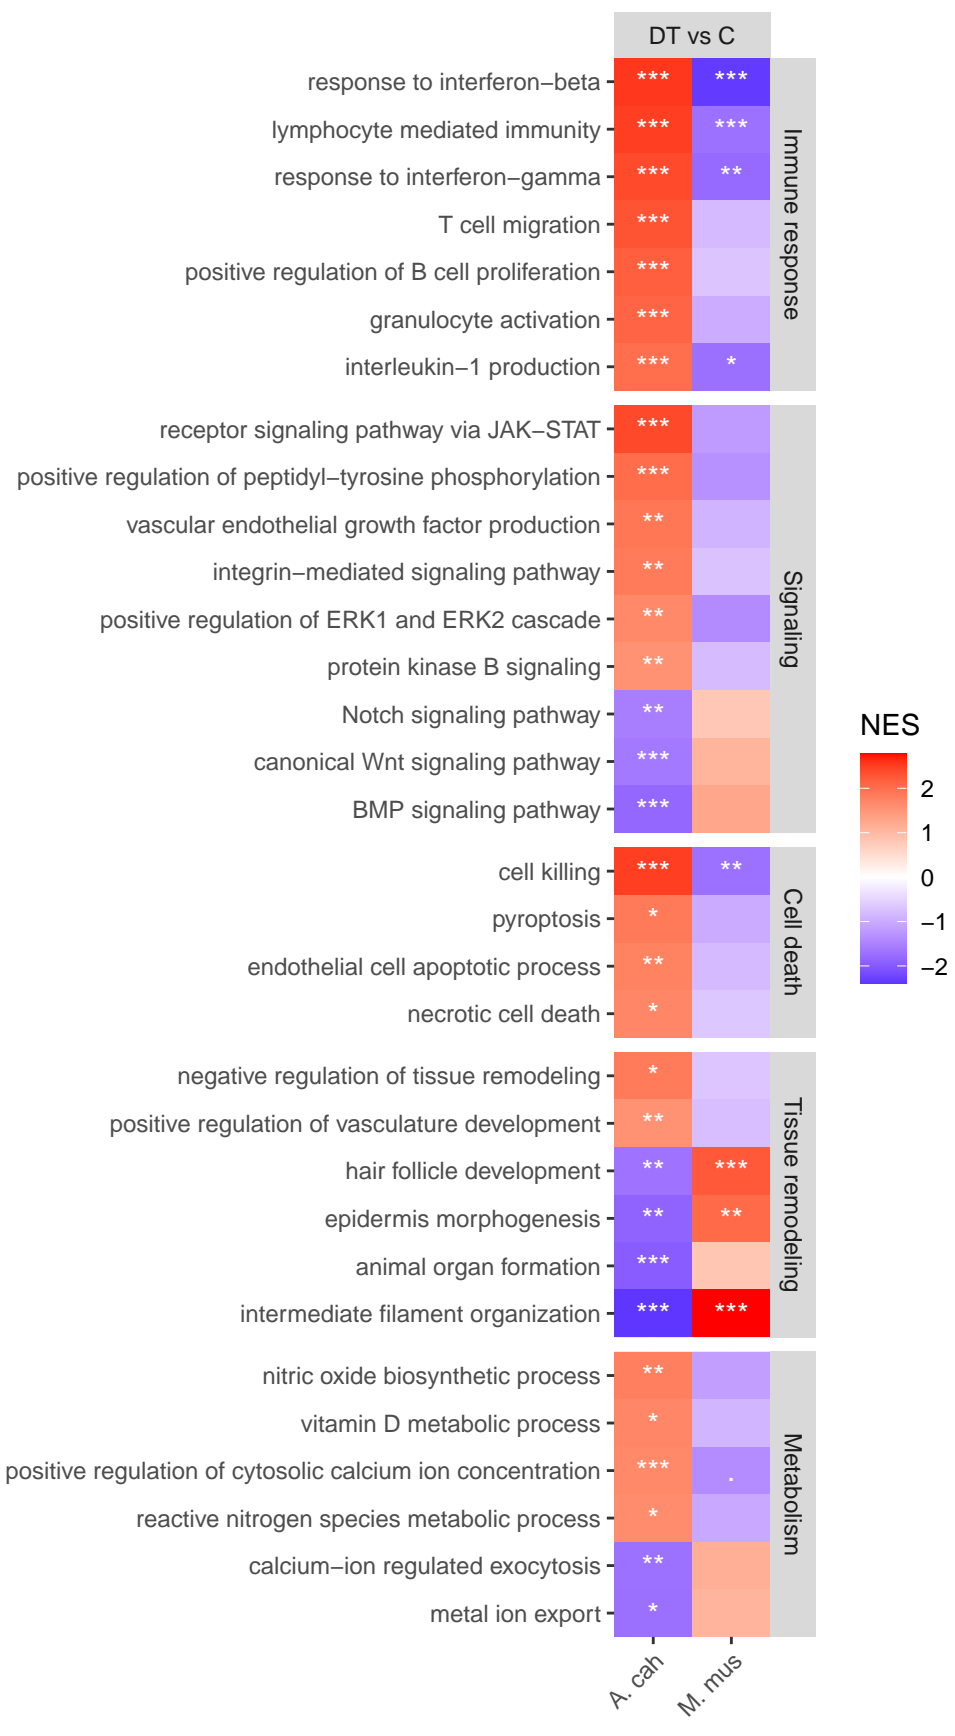 DT vs C
response to interferon−beta *** ***
lymphocyte mediated immunity *** ***
response to interferon−gamma *** **
T cell migration ***
positive regulation of B cell proliferation ***
granulocyte activation ***
interleukin−1 production *** *
Immune response
receptor signaling pathway via JAK−STAT ***
positive regulation of peptidyl−tyrosine phosphorylation ***
vascular endothelial growth factor production **
integrin−mediated signaling pathway **
positive regulation of ERK1 and ERK2 cascade **
protein kinase B signaling **
Notch signaling pathway **
canonical Wnt signaling pathway ***
BMP signaling pathway ***
Signaling
cell killing *** **
pyroptosis *
endothelial cell apoptotic process **
necrotic cell death *
Cell death
negative regulation of tissue remodeling *
positive regulation of vasculature development **
hair follicle development ** ***
epidermis morphogenesis ** **
animal organ formation ***
intermediate filament organization *** ***
Tissue remodeling
nitric oxide biosynthetic process **
vitamin D metabolic process *
positive regulation of cytosolic calcium ion concentration *** .
reactive nitrogen species metabolic process *
calcium−ion regulated exocytosis **
metal ion export *
Metabolism
A. cah
M. mus
NES
2
1
0
−1
−2